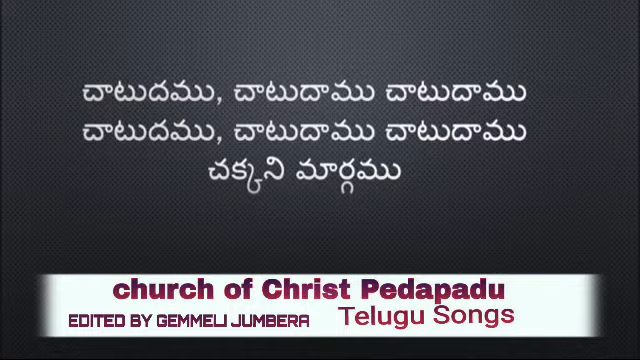 చాటుదము, చాటుదాము చాటుదాము
చాటుదము, చాటుదాము చాటుదాము
చక్కని మార్గము
church of Christ Pedapadu
EDITED BY GEMMELI JUMBERA Telugu Songs